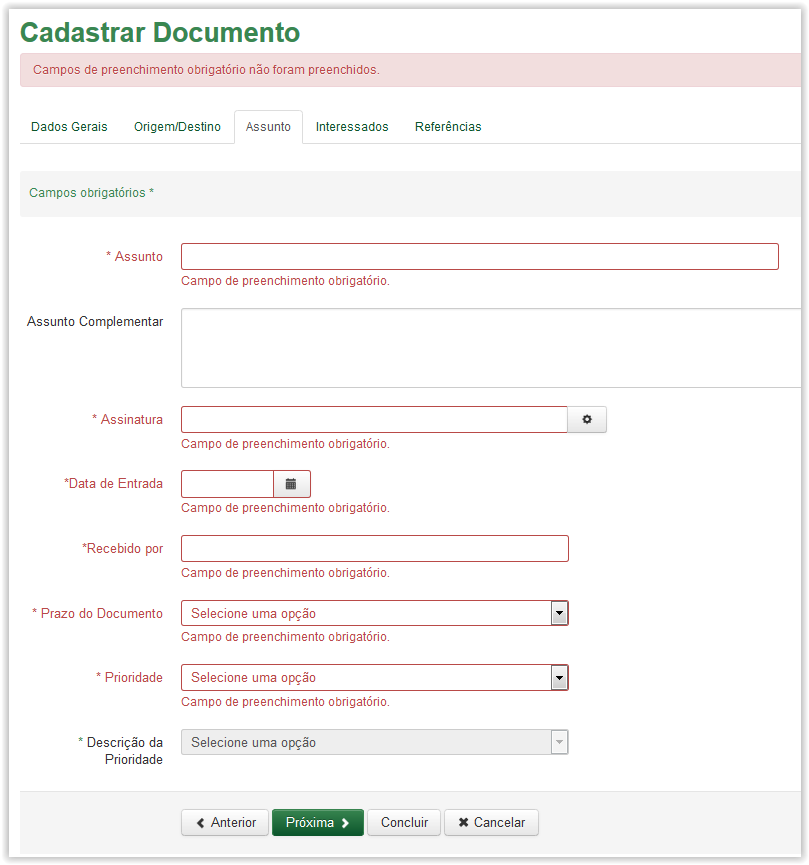 Cadastrar Documento
Campos de preenchimento obrigatório não foram preenchidos.
Dados Gerais Origem/Destino Assunto Interessados Referências
Campos obrigatórios *
* Assunto
Campo de preenchimento obrigatório.
Assunto Complementar
* Assinatura
Campo de preenchimento obrigatório.
*Data de Entrada
Campo de preenchimento obrigatório.
*Recebido por
Campo de preenchimento obrigatório.
* Prazo do Documento Selecione uma opção
Campo de preenchimento obrigatório.
* Prioridade Selecione uma opção
Campo de preenchimento obrigatório.
* Descrição da Selecione uma opção
Prioridade
Anterior Próxima Concluir Cancelar